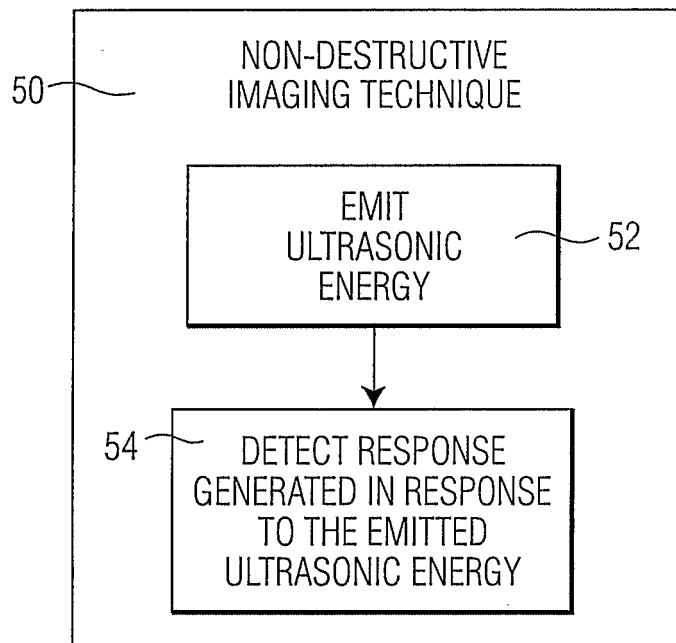 NON-DESTRUCTIVE
IMAGING TECHNIQUE
50
EMIT
ULTRASONIC
ENERGY
52
54
DETECT RESPONSE
GENERATED IN RESPONSE
TO THE EMITTED
ULTRASONIC ENERGY